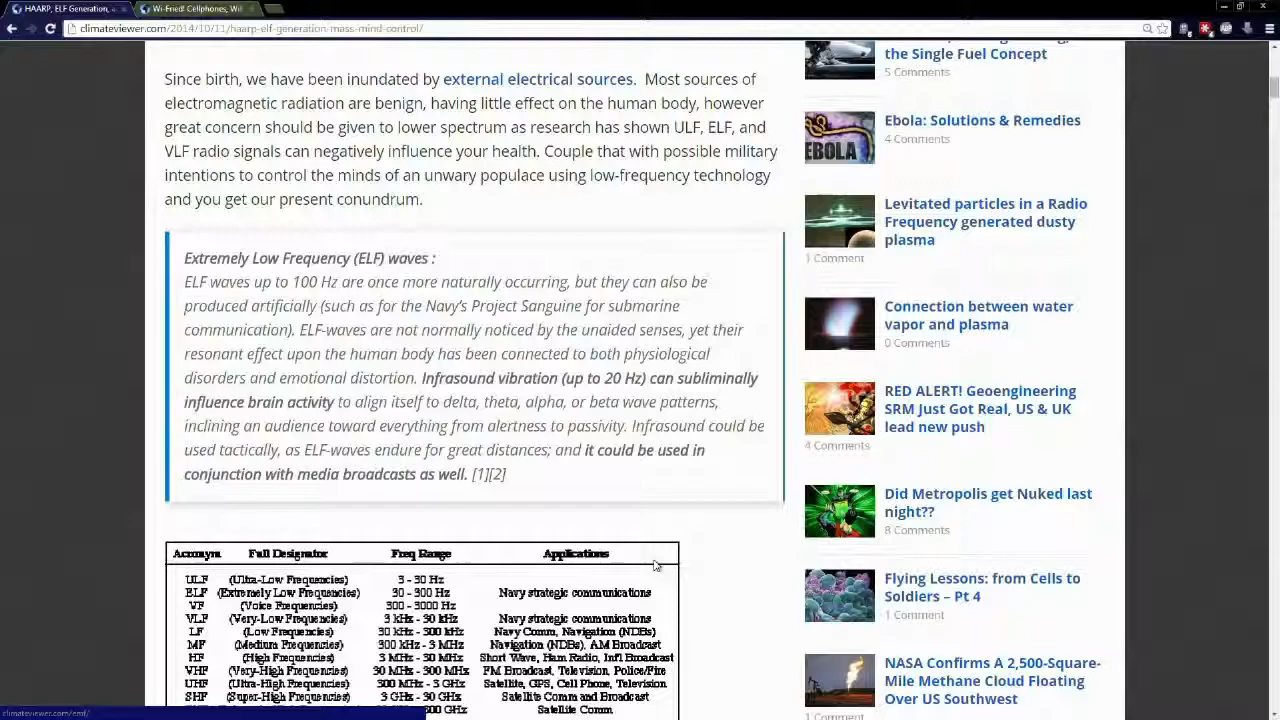 HAARP, ELF Generation, a
Wi-Fried! Cellphones, Wif
climateviewer.com/2014/10/11/haarp-elf-generation-mass-mind-control/
Since birth, we have been inundated by external electrical sources. Most sources of
electromagnetic radiation are benign, having little effect on the human body, however
great concern should be given to lower spectrum as research has shown ULF, ELF, and
VLF radio signals can negatively influence your health. Couple that with possible military
intentions to control the minds of an unwary populace using low-frequency technology
and you get our present conundrum.
Extremely Low Frequency (ELF) waves :
ELF waves up to 100 Hz are once more naturally occurring, but they can also be
produced artificially (such as for the Navy's Project Sanguine for submarine
communication). ELF-waves are not normally noticed by the unaided senses, yet their
resonant effect upon the human body has been connected to both physiological
disorders and emotional distortion. Infrasound vibration (up to 20 Hz) can subliminally
influence brain activity to align itself to delta, theta, alpha, or beta wave patterns,
inclining an audience toward everything from alertness to passivity. Infrasound could be
used tactically, as ELF-waves endure for great distances; and it could be used in
conjunction with media broadcasts as well. [1][2]
Acronym Full Designator Freq Range Applications
ULF (Ultra-Low Frequencies) 3 - 30 Hz
ELF (Extremely Low Frequencies) 30 - 300 Hz Navy strategic communications
VF (Voice Frequencies) 300 - 3000 Hz
VLF (Very-Low Frequencies) 3 kHz - 30 kHz Navy strategic communications
LF (Low Frequencies) 30 kHz - 300 kHz Navy Comm, Navigation (NDBs)
MF (Medium Frequencies) 300 kHz - 3 MHz Navigation (NDBs), AM Broadcast
HF (High Frequencies) 3 MHz - 30 MHz Short Wave, Ham Radio, Int'l Broadcast
VHF (Very-High Frequencies) 30 MHz - 300 MHz FM Broadcast, Television, Police/Fire
UHF (Ultra-High Frequencies) 300 MHz - 3 GHz Satellite, GPS, Cell Phone, Television
SHF (Super-High Frequencies) 3 GHz - 30 GHz Satellite Comm and Broadcast
GHz Satellite Comm.
climateviewer.com/emf/
the Single Fuel Concept
5 Comments
EBOLA
Ebola: Solutions & Remedies
4 Comments
Levitated particles in a Radio
Frequency generated dusty
plasma
1 Comment
Connection between water
vapor and plasma
0 Comments
RED ALERT! Geoengineering
SRM Just Got Real, US & UK
lead new push
4 Comments
Did Metropolis get Nuked last
night??
8 Comments
Flying Lessons: from Cells to
Soldiers – Pt 4
1 Comment
NASA Confirms A 2,500-Square-
Mile Methane Cloud Floating
Over US Southwest
1 Comment